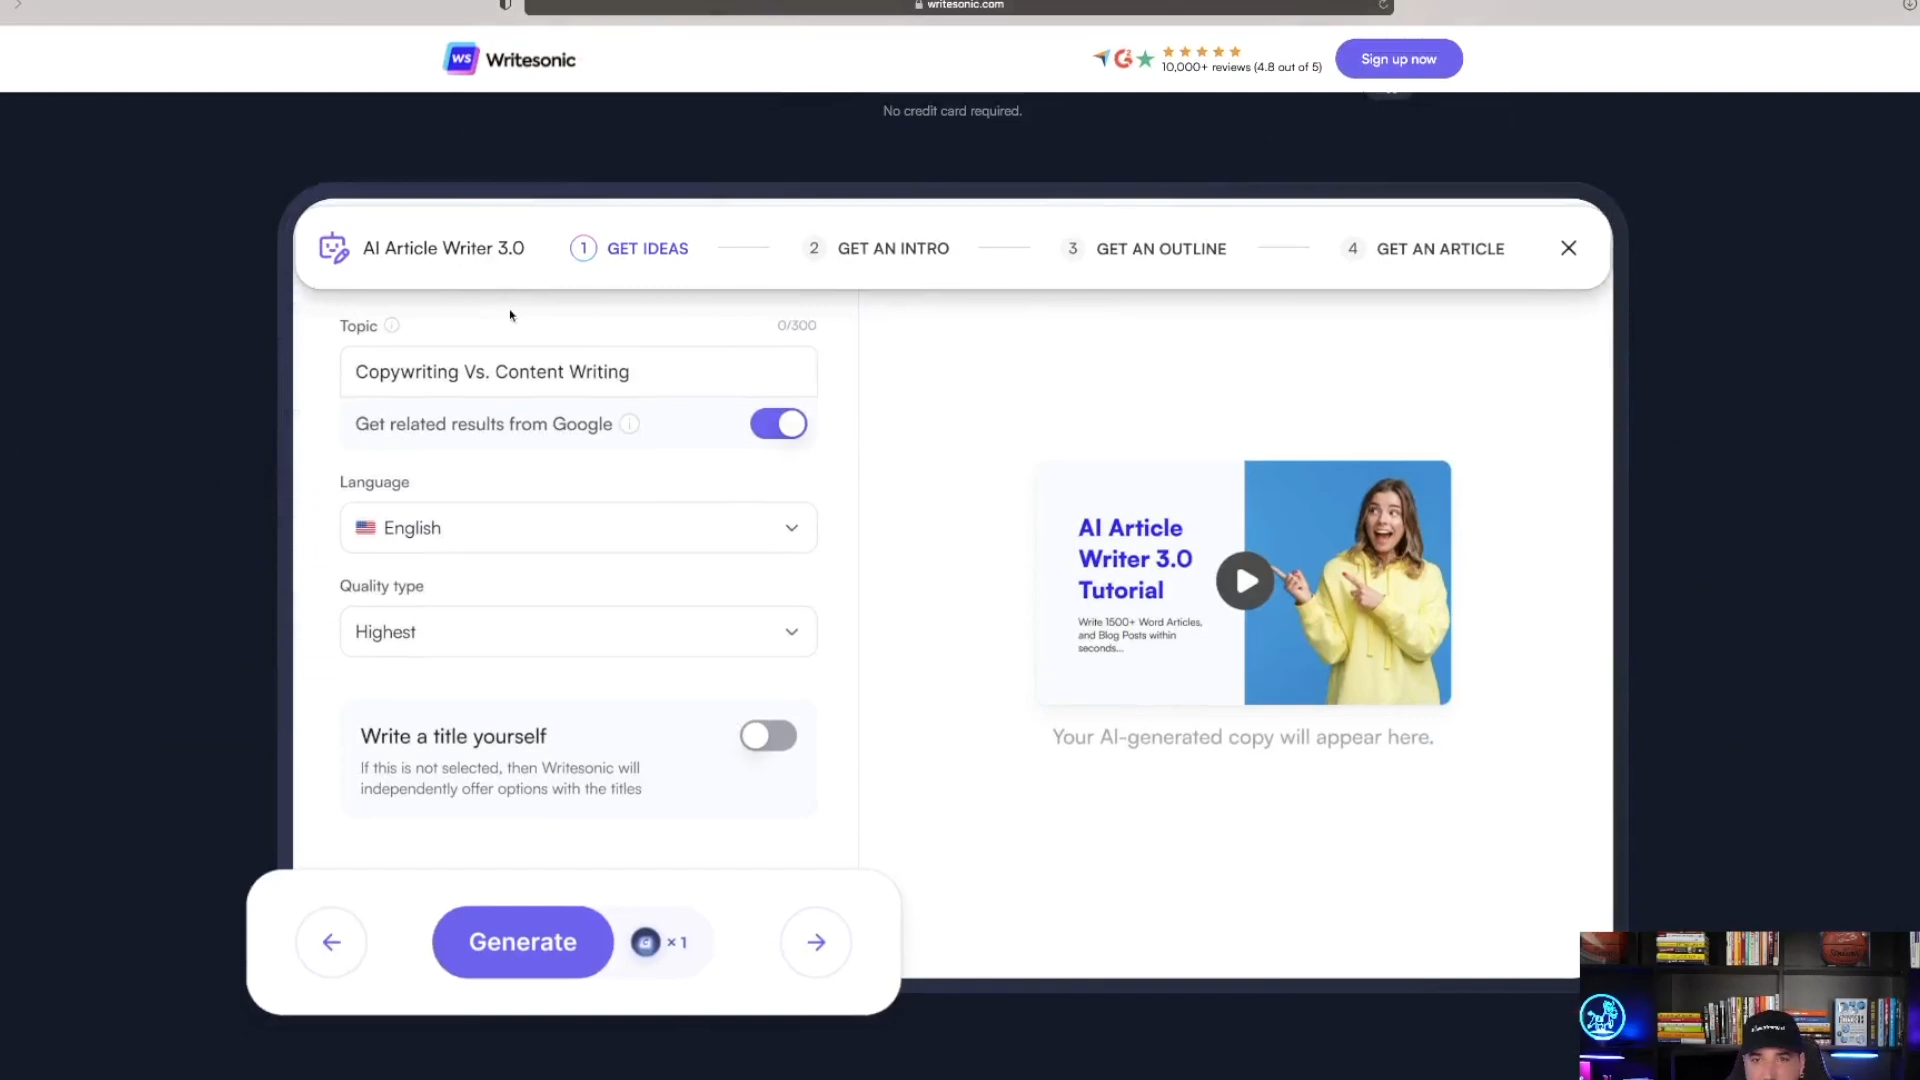 writesonic.com
WS Writesonic
10,000+ reviews (4.8 out of 5)
Sign up now
No credit card required.
AI Article Writer 3.0
1 GET IDEAS
2 GET AN INTRO
3 GET AN OUTLINE
4 GET AN ARTICLE
Topic
0/300
Copywriting Vs. Content Writing
Get related results from Google
Language
English
Quality type
Highest
Write a title yourself
If this is not selected, then Writesonic will
independently offer options with the titles
AI Article
Writer 3.0
Tutorial
Write 1500+ Word Articles,
and Blog Posts within
seconds...
Your AI-generated copy will appear here.
Generate
G × 1